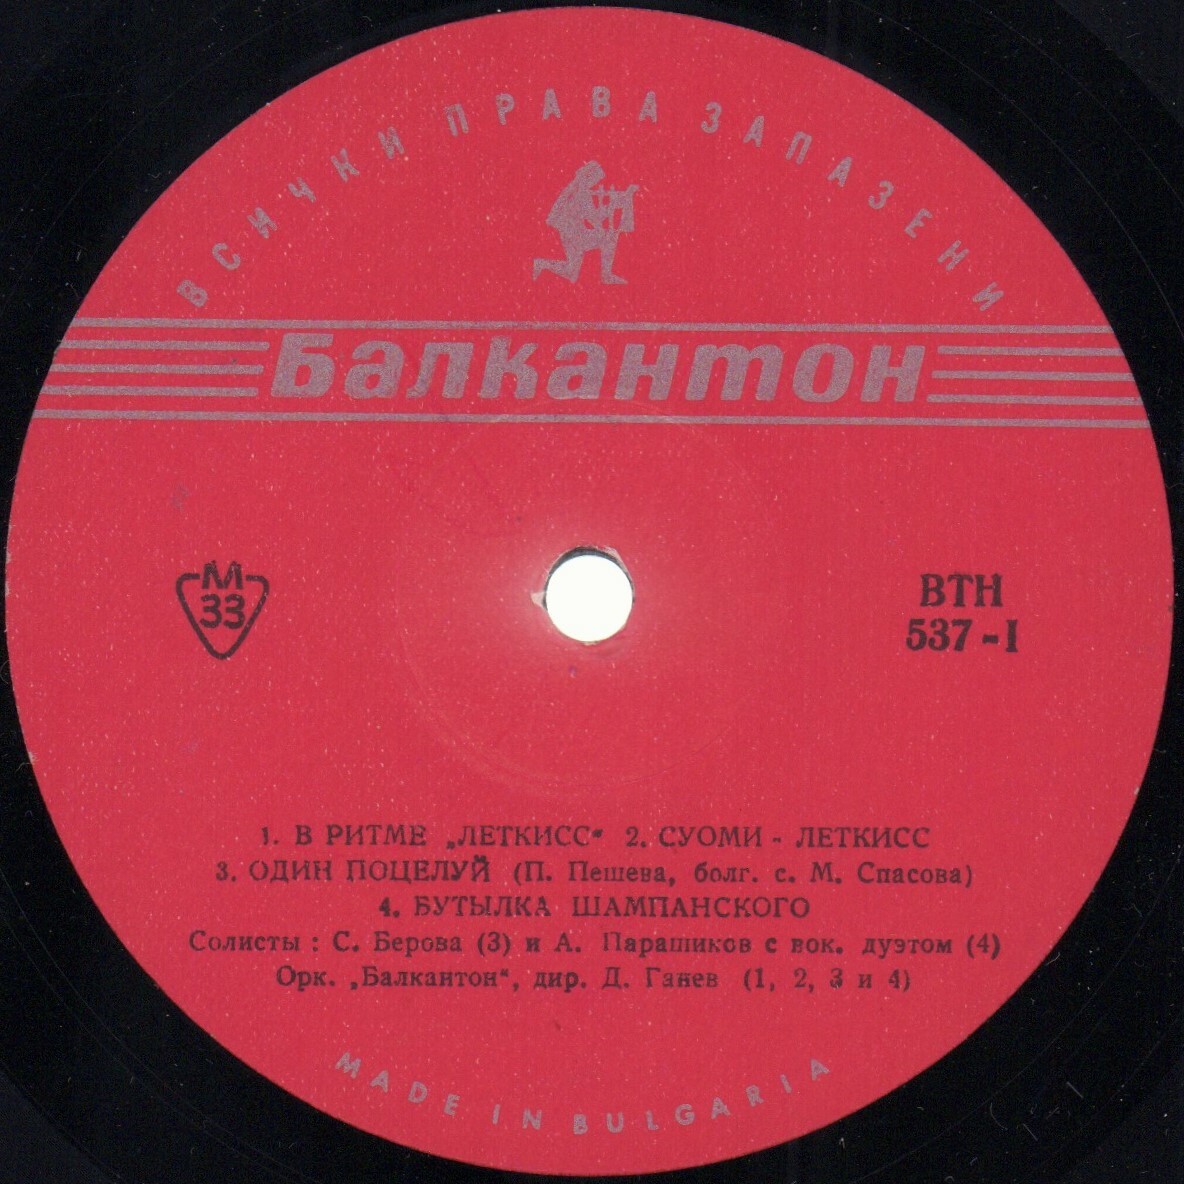 ВСИЧКИ ПРАВА ЗАПАЗЕНИ
Балкантон
М
33
ВТН
537-I
1. В РИТМЕ „ЛЕТКИСС“ 2. СУОМИ - ЛЕТКИСС
3. ОДИН ПОЦЕЛУЙ (П. Пешева, болг. с. М. Спасова)
4. БУТЫЛКА ШАМПАНСКОГО
Солисты : С. Берова (3) и А. Парашиков с вок. дуэтом (4)
Орк. „Балкантон“, дир. Д. Ганев (1, 2, 3 и 4)
MADE IN BULGARIA